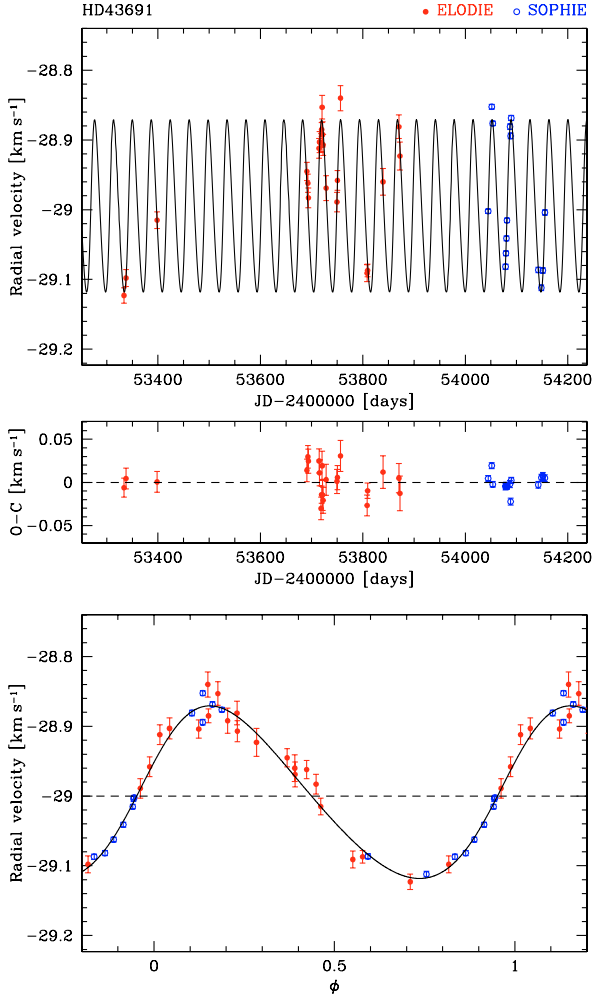 HD43691 ● ELODIE ○ SOPHIE
Radial velocity [km s⁻¹]
−28.8
−28.9
−29
−29.1
−29.2
53400 53600 53800 54000 54200
JD−2400000 [days]
O−C [km s⁻¹]
0.05
0
−0.05
53400 53600 53800 54000 54200
JD−2400000 [days]
Radial velocity [km s⁻¹]
−28.8
−28.9
−29
−29.1
−29.2
0 0.5 1
ϕ